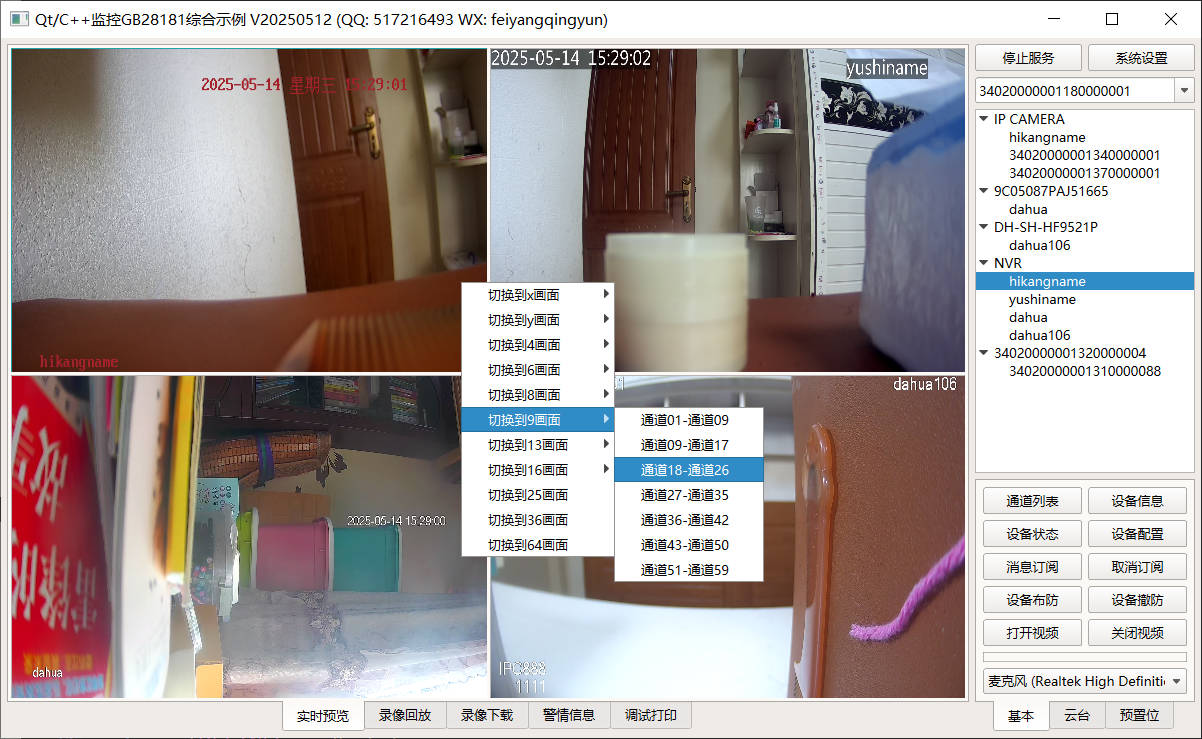 Qt/C++监控GB28181综合示例 V20250512 (QQ: 517216493 WX: feiyangqingyun)
2025-05-14 星期三 15:29:01
hikangname
2025-05-14 15:29:02
yushiname
2025-05-14 15:29:00
dahua
dahua106
IPC888
1111
切换到x画面
切换到y画面
切换到4画面
切换到6画面
切换到8画面
切换到9画面
切换到13画面
切换到16画面
切换到25画面
切换到36画面
切换到64画面
通道01-通道09
通道09-通道17
通道18-通道26
通道27-通道35
通道36-通道42
通道43-通道50
通道51-通道59
实时预览 录像回放 录像下载 警情信息 调试打印
停止服务 系统设置
34020000001180000001
IP CAMERA
hikangname
34020000001340000001
34020000001370000001
9C05087PAJ51665
dahua
DH-SH-HF9521P
dahua106
NVR
hikangname
yushiname
dahua
dahua106
34020000001320000004
34020000001310000088
通道列表 设备信息
设备状态 设备配置
消息订阅 取消订阅
设备布防 设备撤防
打开视频 关闭视频
麦克风 (Realtek High Definitic
基本 云台 预置位